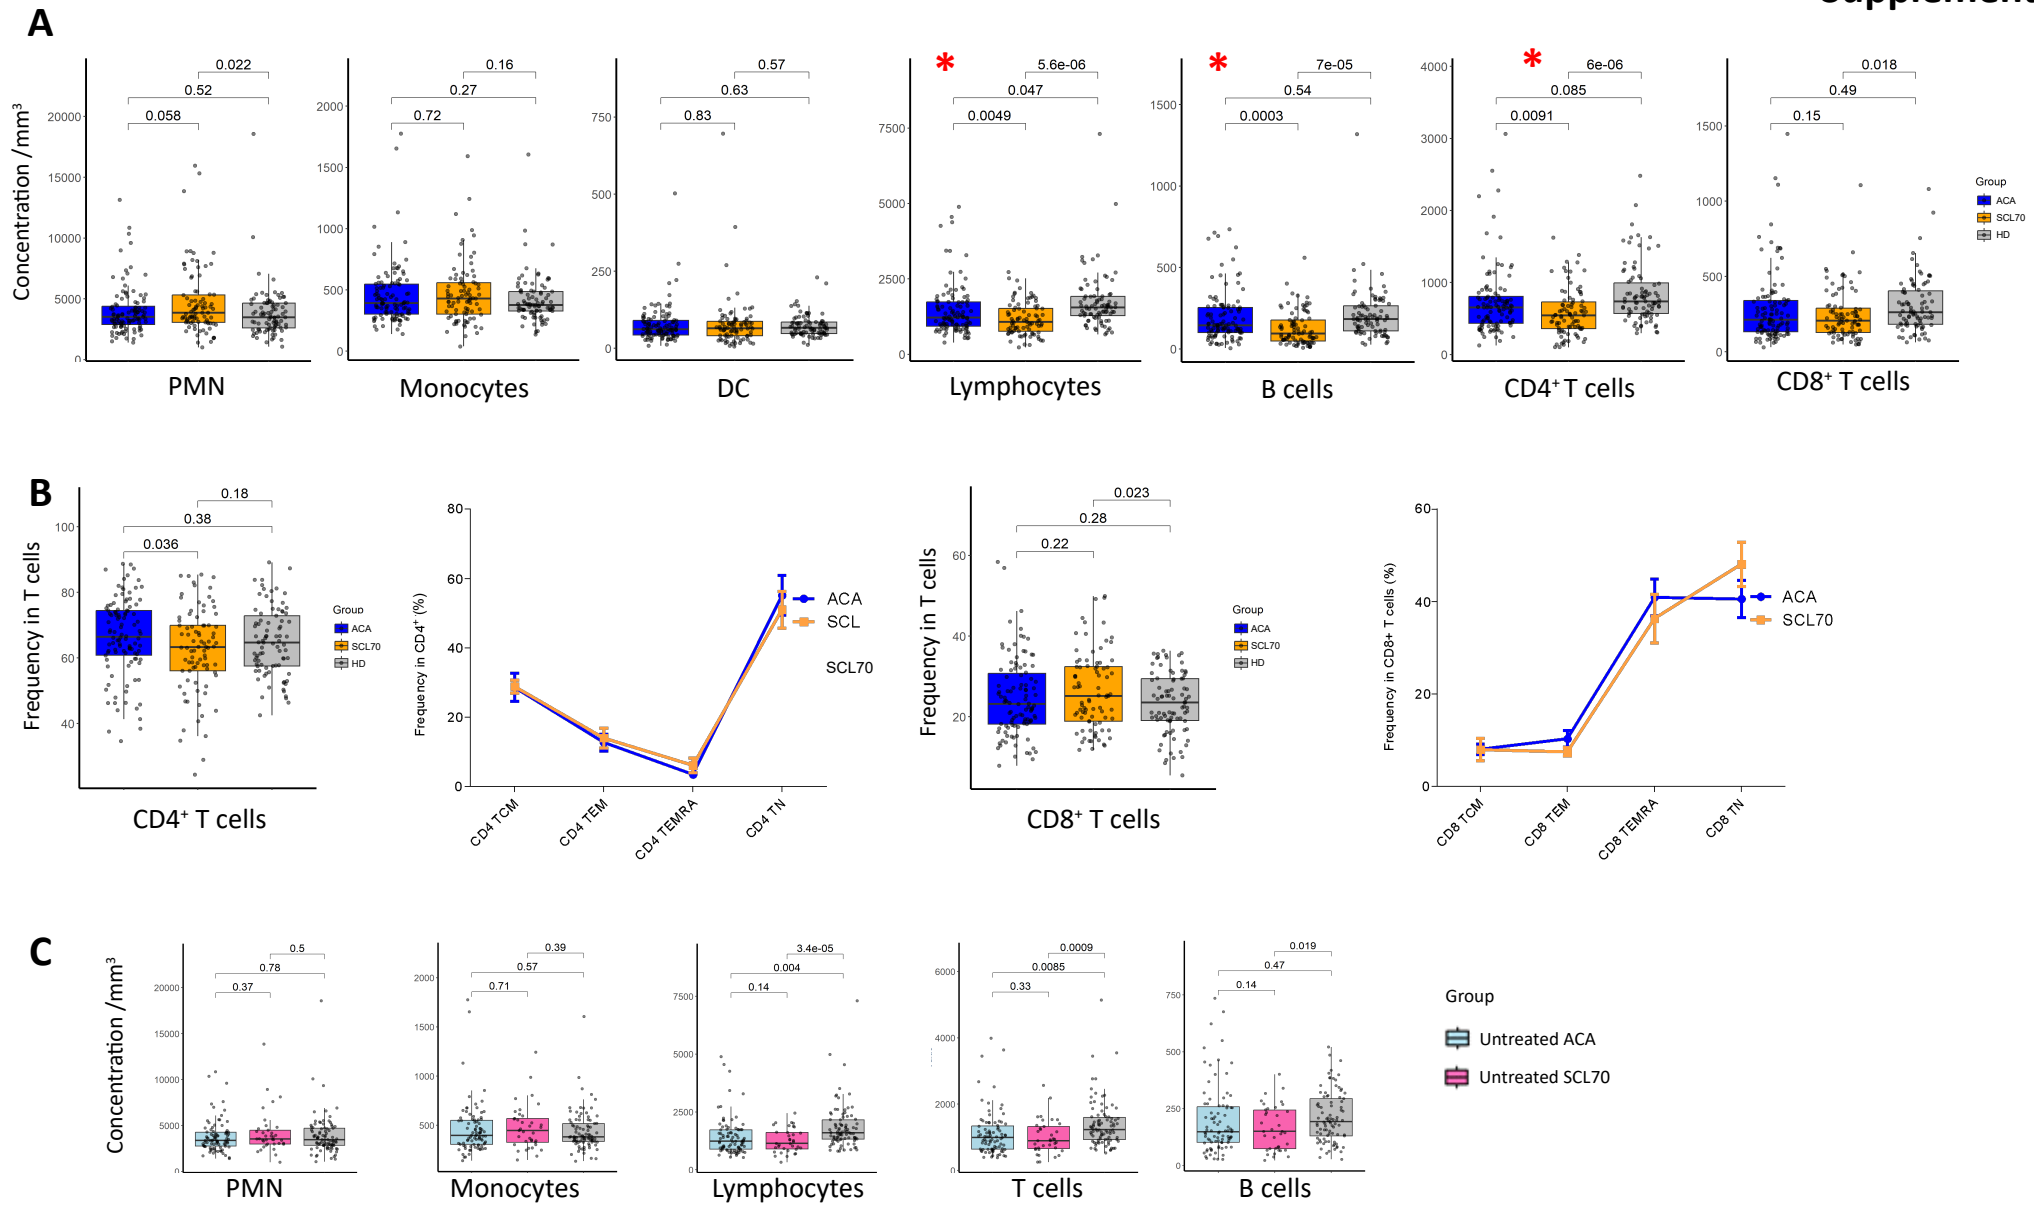 Supplement
A
Concentration /mm³
0.022
0.52
0.058
20000
15000
10000
5000
0
PMN
0.16
0.27
0.72
2000
1500
1000
500
0
Monocytes
0.57
0.63
0.83
750
500
250
0
DC
*
5.6e-06
0.047
0.0049
7500
5000
2500
0
Lymphocytes
*
7e-05
0.54
0.0003
1500
1000
500
0
B cells
*
6e-06
0.085
0.0091
4000
3000
2000
1000
0
CD4⁺ T cells
0.018
0.49
0.15
1500
1000
500
0
CD8⁺ T cells
Group
ACA
SCL70
HD
B
Frequency in T cells
0.18
0.38
0.036
100
80
60
40
CD4⁺ T cells
Group
ACA
SCL70
HD
Frequency in CD4⁺ (%)
80
60
40
20
0
CD4 TCM
CD4 TEM
CD4 TEMRA
CD4 TN
ACA
SCL
SCL70
Frequency in T cells
0.023
0.28
0.22
60
40
20
CD8⁺ T cells
Group
ACA
SCL70
HD
Frequency in CD8+ T cells (%)
60
40
20
0
CD8 TCM
CD8 TEM
CD8 TEMRA
CD8 TN
ACA
SCL70
C
Concentration /mm³
0.5
0.78
0.37
20000
15000
10000
5000
0
PMN
0.39
0.57
0.71
2000
1500
1000
500
Monocytes
3.4e-05
0.004
0.14
7500
5000
2500
0
Lymphocytes
0.0009
0.0085
0.33
6000
4000
2000
0
T cells
0.019
0.47
0.14
750
500
250
0
B cells
Group
Untreated ACA
Untreated SCL70